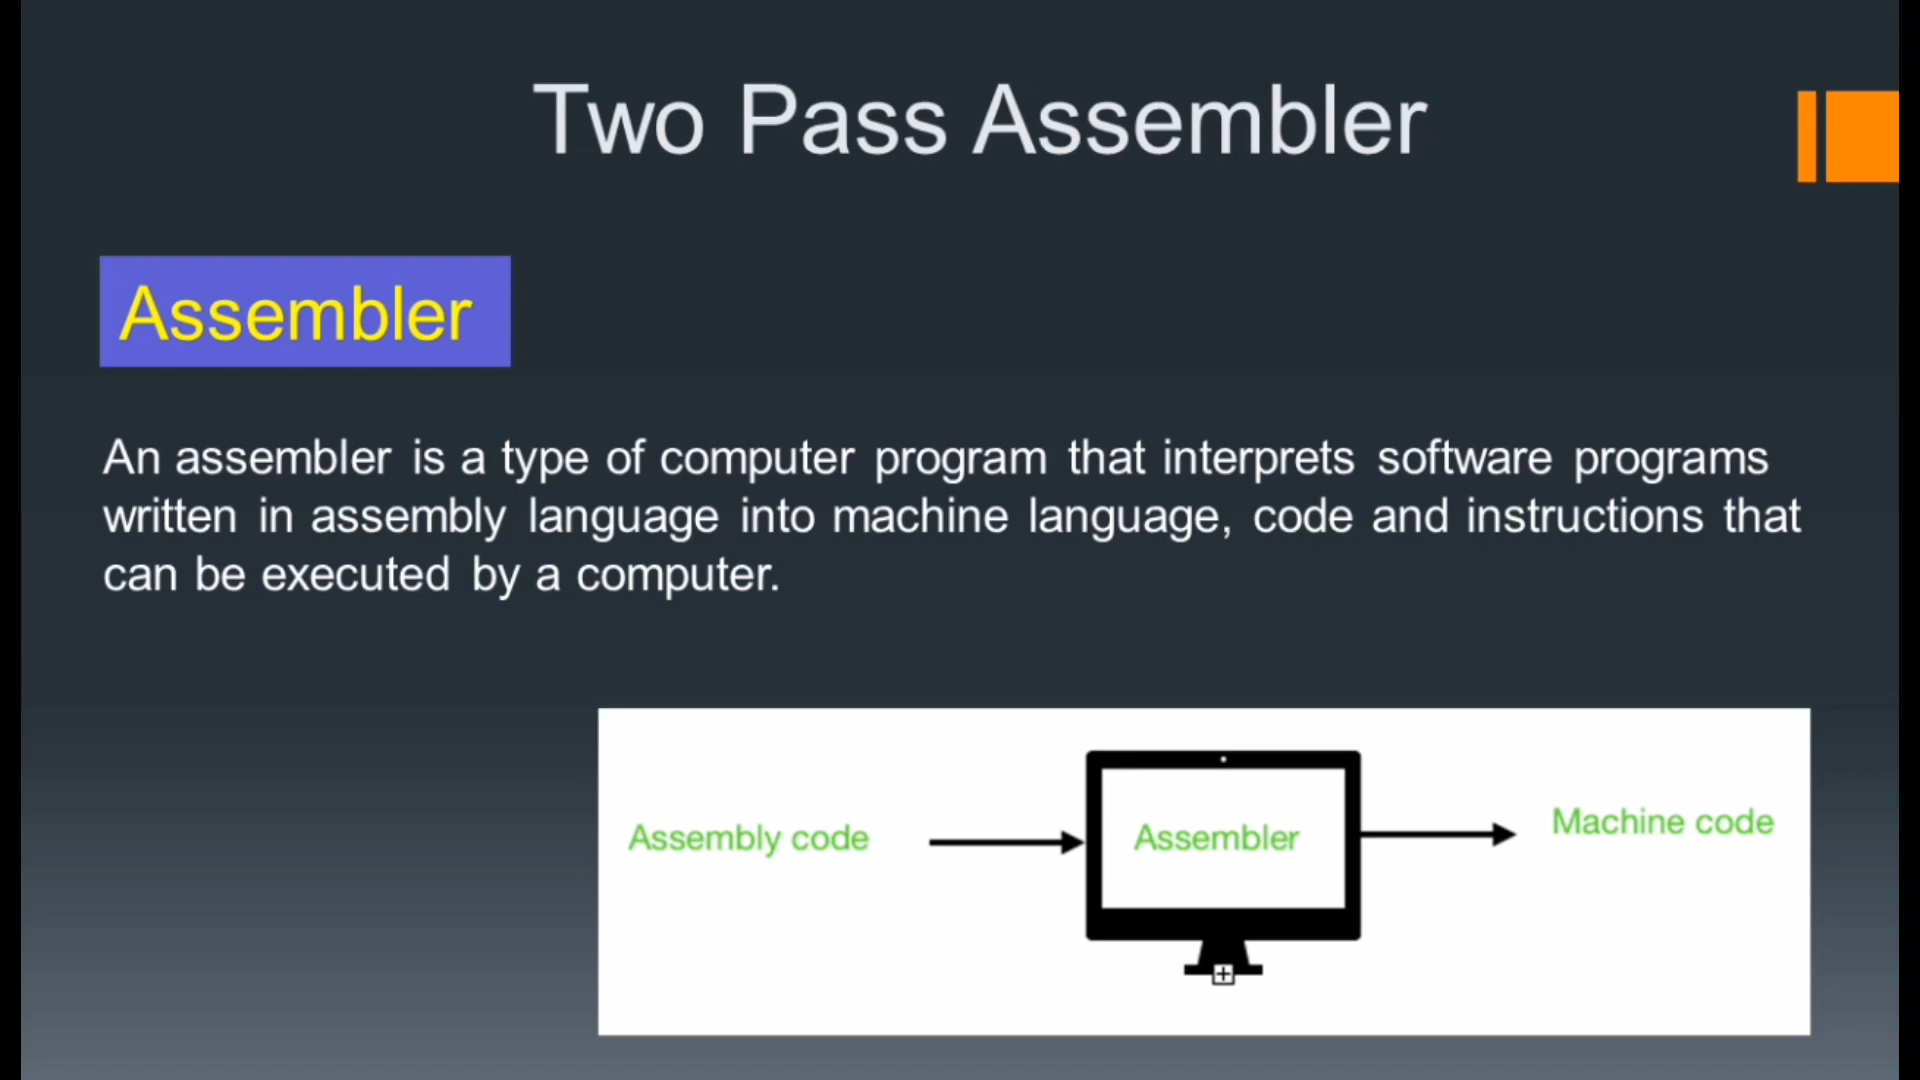 Two Pass Assembler
Assembler
An assembler is a type of computer program that interprets software programs
written in assembly language into machine language, code and instructions that
can be executed by a computer.
Assembly code
Assembler
Machine code